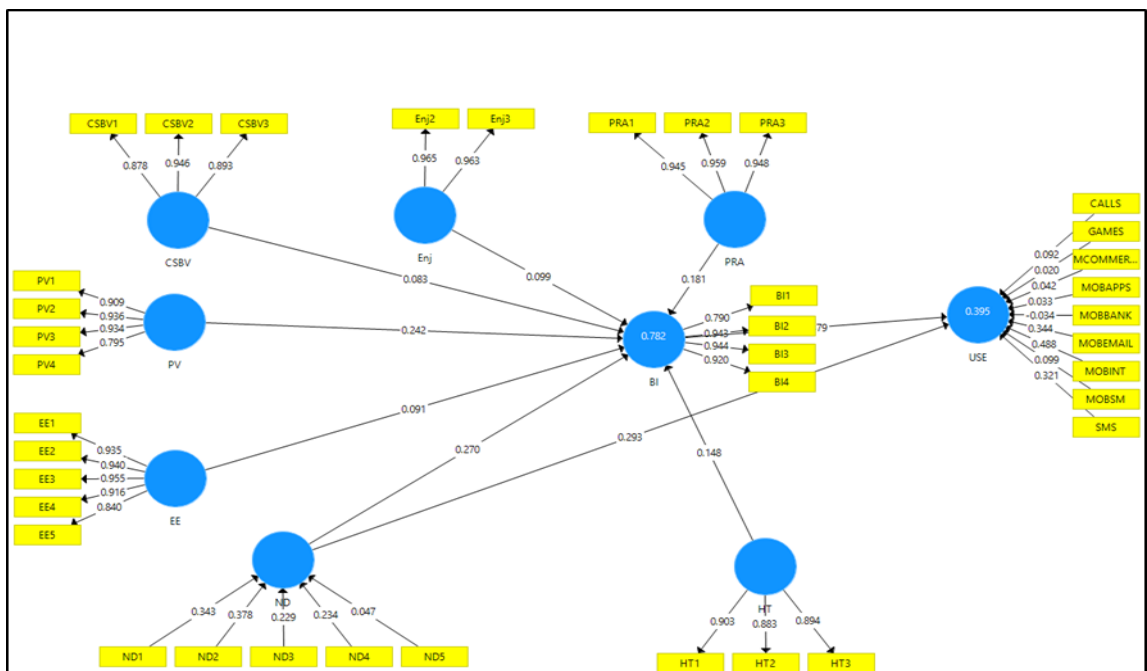 CSBV1 CSBV2 CSBV3
0.878 0.946 0.893
CSBV
Enj2 Enj3
0.965 0.963
Enj
PRA1 PRA2 PRA3
0.945 0.959 0.948
PRA
PV1
PV2
PV3
PV4
0.909
0.936
0.934
0.795
PV
EE1
EE2
EE3
EE4
EE5
0.935
0.940
0.955
0.916
0.840
EE
0.083
0.099
0.181
0.242
0.091
0.270
0.293
0.148
0.782
BI
0.790
0.943
0.944
0.920
BI1
BI2
BI3
BI4
79
0.395
USE
CALLS
GAMES
MCOMMER...
MOBAPPS
MOBBANK
MOBEMAIL
MOBINT
MOBSM
SMS
0.092
0.020
0.042
0.033
-0.034
0.344
0.488
0.099
0.321
ND
0.343 0.378 0.229 0.234 0.047
ND1 ND2 ND3 ND4 ND5
HT
0.903 0.883 0.894
HT1 HT2 HT3